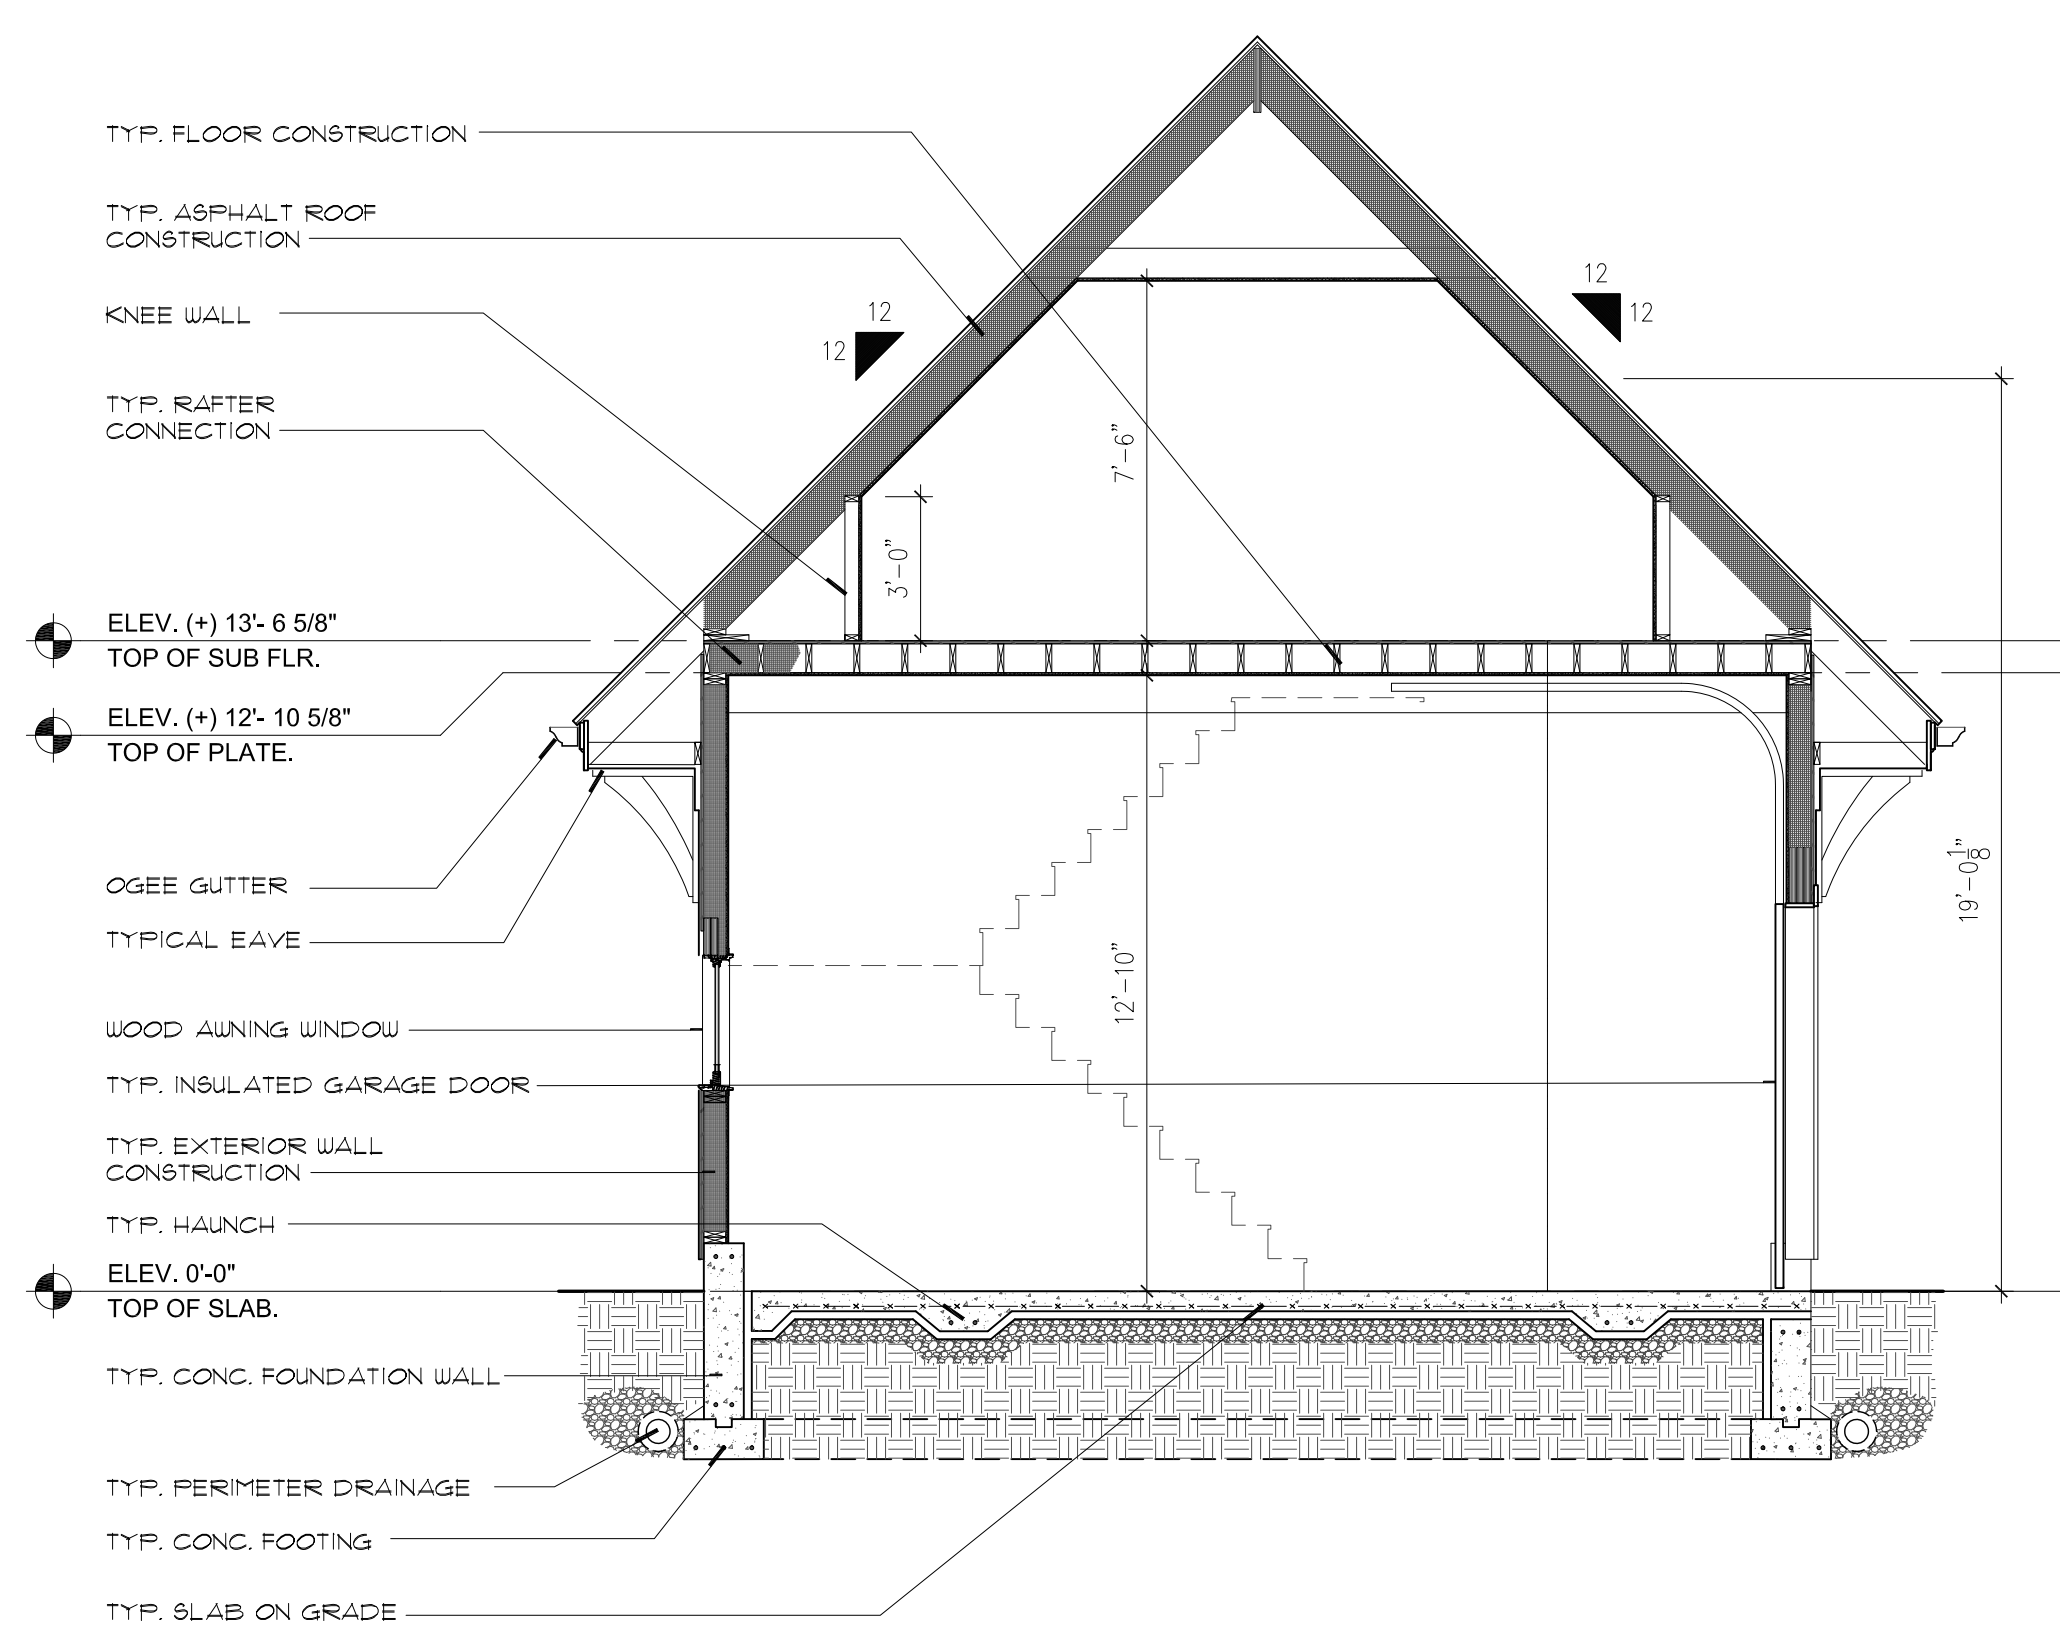 TYP. FLOOR CONSTRUCTION
TYP. ASPHALT ROOF
CONSTRUCTION
KNEE WALL
TYP. RAFTER
CONNECTION
ELEV. (+) 13'- 6 5/8"
TOP OF SUB FLR.
ELEV. (+) 12'- 10 5/8"
TOP OF PLATE.
OGEE GUTTER
TYPICAL EAVE
WOOD AWNING WINDOW
TYP. INSULATED GARAGE DOOR
TYP. EXTERIOR WALL
CONSTRUCTION
TYP. HAUNCH
ELEV. 0'-0"
TOP OF SLAB.
TYP. CONC. FOUNDATION WALL
TYP. PERIMETER DRAINAGE
TYP. CONC. FOOTING
TYP. SLAB ON GRADE
12
12
12
12
7'-6"
3'-0"
12'-10"
19'-0 1/8"